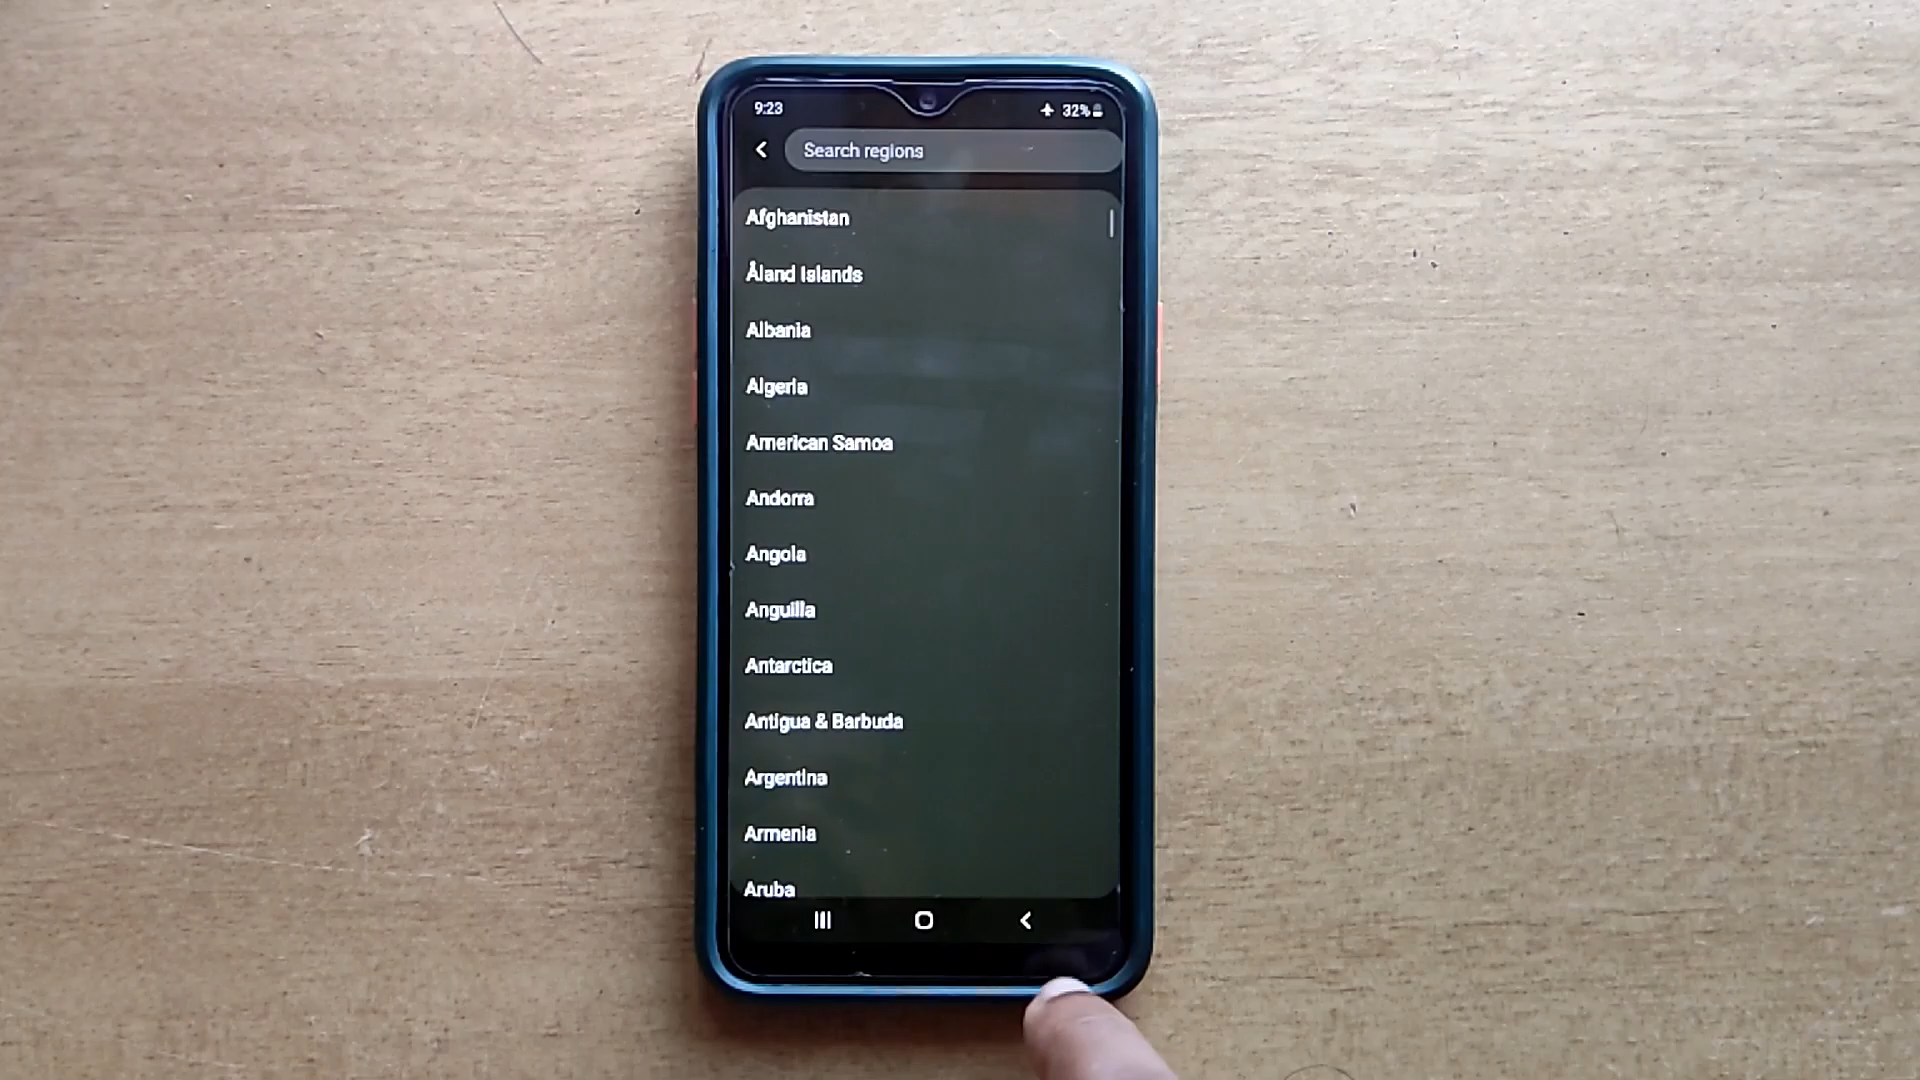 9:23 32%
Search regions
Afghanistan
Åland Islands
Albania
Algeria
American Samoa
Andorra
Angola
Anguilla
Antarctica
Antigua & Barbuda
Argentina
Armenia
Aruba